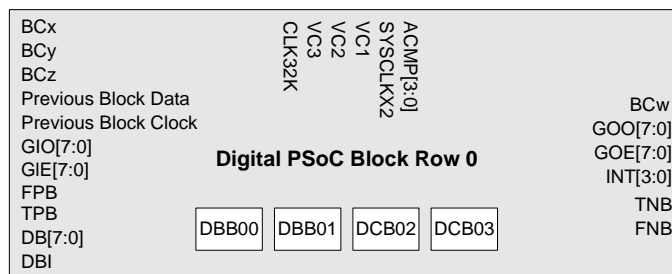 BCx
BCy
BCz
Previous Block Data
Previous Block Clock
GIO[7:0]
GIE[7:0]
FPB
TPB
DB[7:0]
DBI
CLK32K
VC3
VC2
VC1
SYSCLKX2
ACMP[3:0]
Digital PSoC Block Row 0
DBB00 DBB01 DCB02 DCB03
BCw
GOO[7:0]
GOE[7:0]
INT[3:0]
TNB
FNB